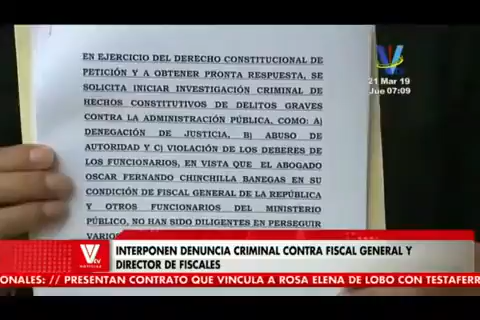 EN EJERCICIO DEL DERECHO CONSTITUCIONAL DE
PETICIÓN Y A OBTENER PRONTA RESPUESTA, SE
SOLICITA INICIAR INVESTIGACIÓN CRIMINAL DE
HECHOS CONSTITUTIVOS DE DELITOS GRAVES
CONTRA LA ADMINISTRACIÓN PÚBLICA, COMO: A)
DENEGACIÓN DE JUSTICIA, B) ABUSO DE
AUTORIDAD Y C) VIOLACIÓN DE LOS DEBERES DE
LOS FUNCIONARIOS, EN VISTA QUE EL ABOGADO
OSCAR FERNANDO CHINCHILLA BANEGAS EN SU
CONDICIÓN DE FISCAL GENERAL DE LA REPÚBLICA
Y OTROS FUNCIONARIOS DEL MINISTERIO
PÚBLICO, NO HAN SIDO DILIGENTES EN PERSEGUIR
VARIOS
21 Mar 19
Jue 07:09
VTV
NOTICIAS
INTERPONEN DENUNCIA CRIMINAL CONTRA FISCAL GENERAL Y
DIRECTOR DE FISCALES
IONALES: // PRESENTAN CONTRATO QUE VINCULA A ROSA ELENA DE LOBO CON TESTAFERR